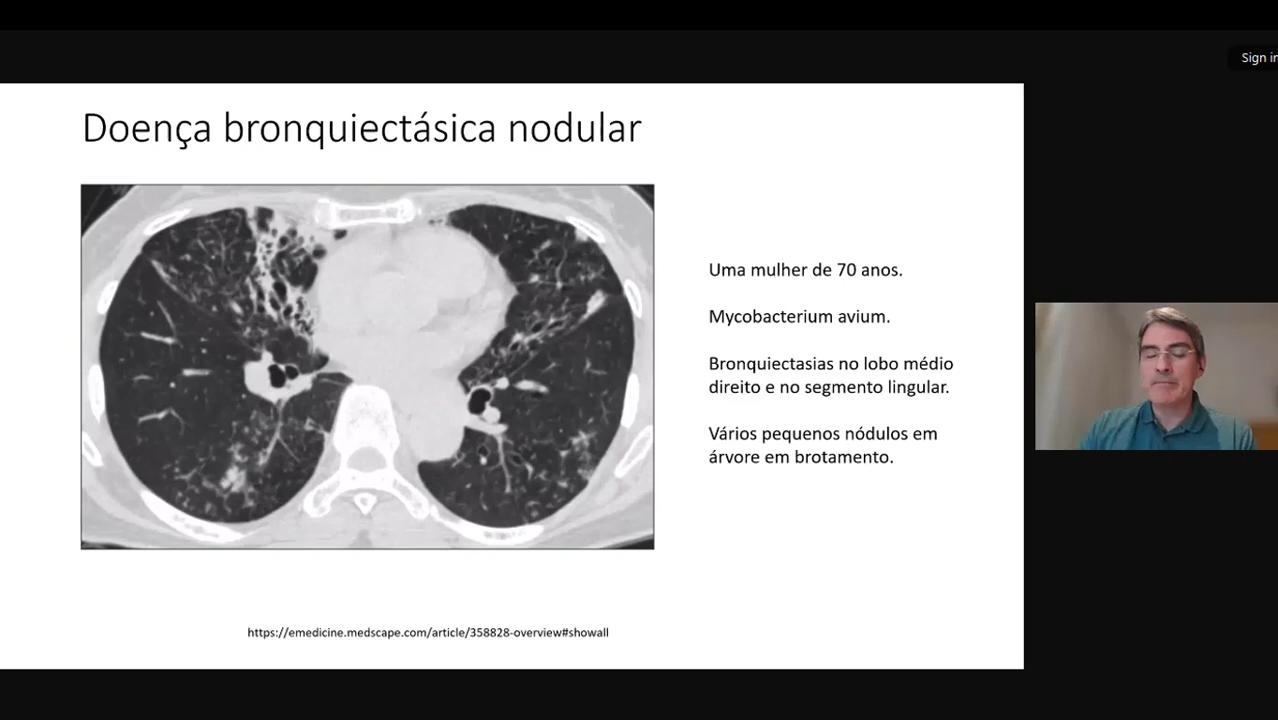 Sign in
Doença bronquiectásica nodular
Uma mulher de 70 anos.
Mycobacterium avium.
Bronquiectasias no lobo médio
direito e no segmento lingular.
Vários pequenos nódulos em
árvore em brotamento.
https://emedicine.medscape.com/article/358828-overview#showall